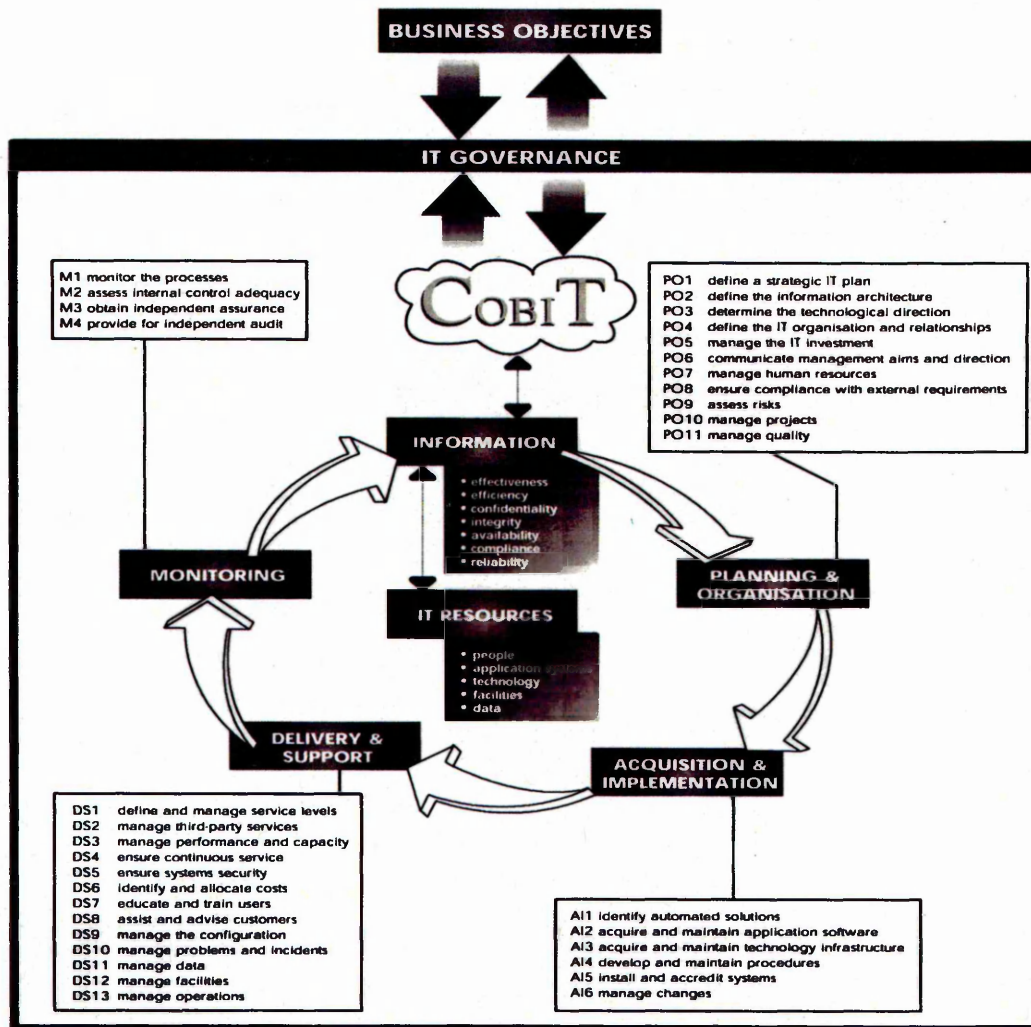 BUSINESS OBJECTIVES
IT GOVERNANCE
COBIT
M1 monitor the processes
M2 assess internal control adequacy
M3 obtain independent assurance
M4 provide for independent audit
PO1 define a strategic IT plan
PO2 define the information architecture
PO3 determine the technological direction
PO4 define the IT organisation and relationships
PO5 manage the IT investment
PO6 communicate management aims and direction
PO7 manage human resources
PO8 ensure compliance with external requirements
PO9 assess risks
PO10 manage projects
PO11 manage quality
INFORMATION
• effectiveness
• efficiency
• confidentiality
• integrity
• availability
• compliance
• reliability
MONITORING
PLANNING &
ORGANISATION
IT RESOURCES
• people
• application systems
• technology
• facilities
• data
DELIVERY &
SUPPORT
ACQUISITION &
IMPLEMENTATION
DS1 define and manage service levels
DS2 manage third-party services
DS3 manage performance and capacity
DS4 ensure continuous service
DS5 ensure systems security
DS6 identify and allocate costs
DS7 educate and train users
DS8 assist and advise customers
DS9 manage the configuration
DS10 manage problems and incidents
DS11 manage data
DS12 manage facilities
DS13 manage operations
AI1 identify automated solutions
AI2 acquire and maintain application software
AI3 acquire and maintain technology infrastructure
AI4 develop and maintain procedures
AI5 install and accredit systems
AI6 manage changes